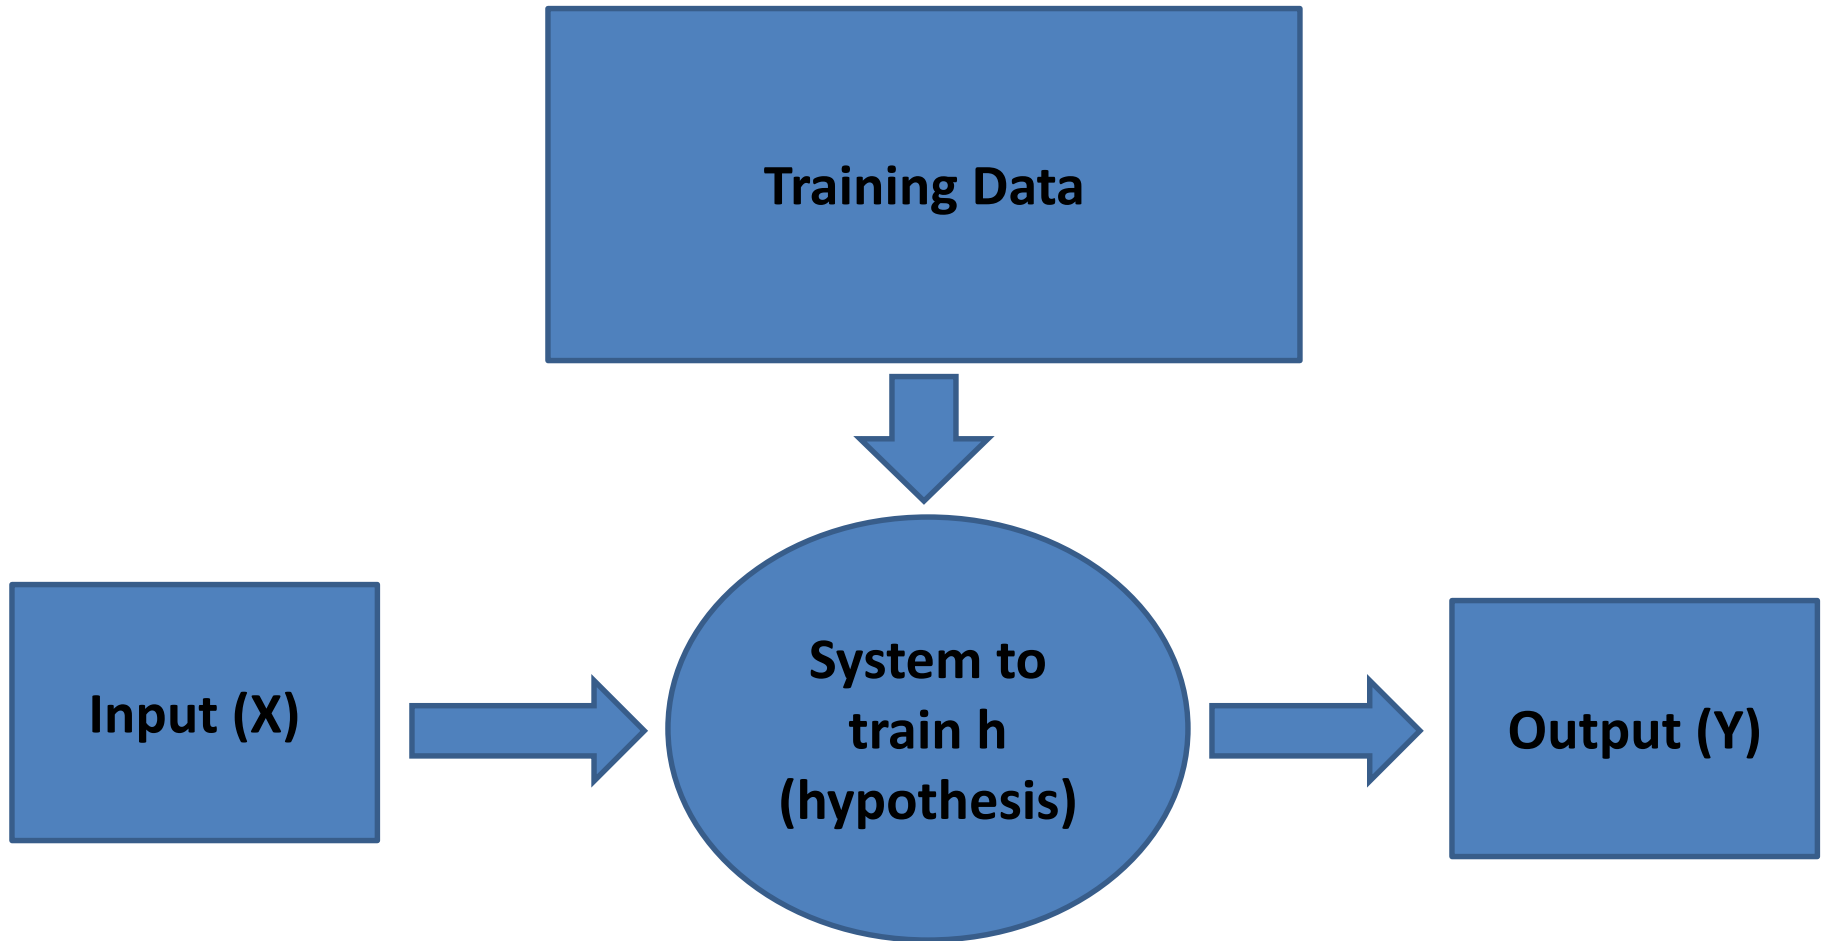 Training Data
Input (X)
System to
train h
(hypothesis)
Output (Y)